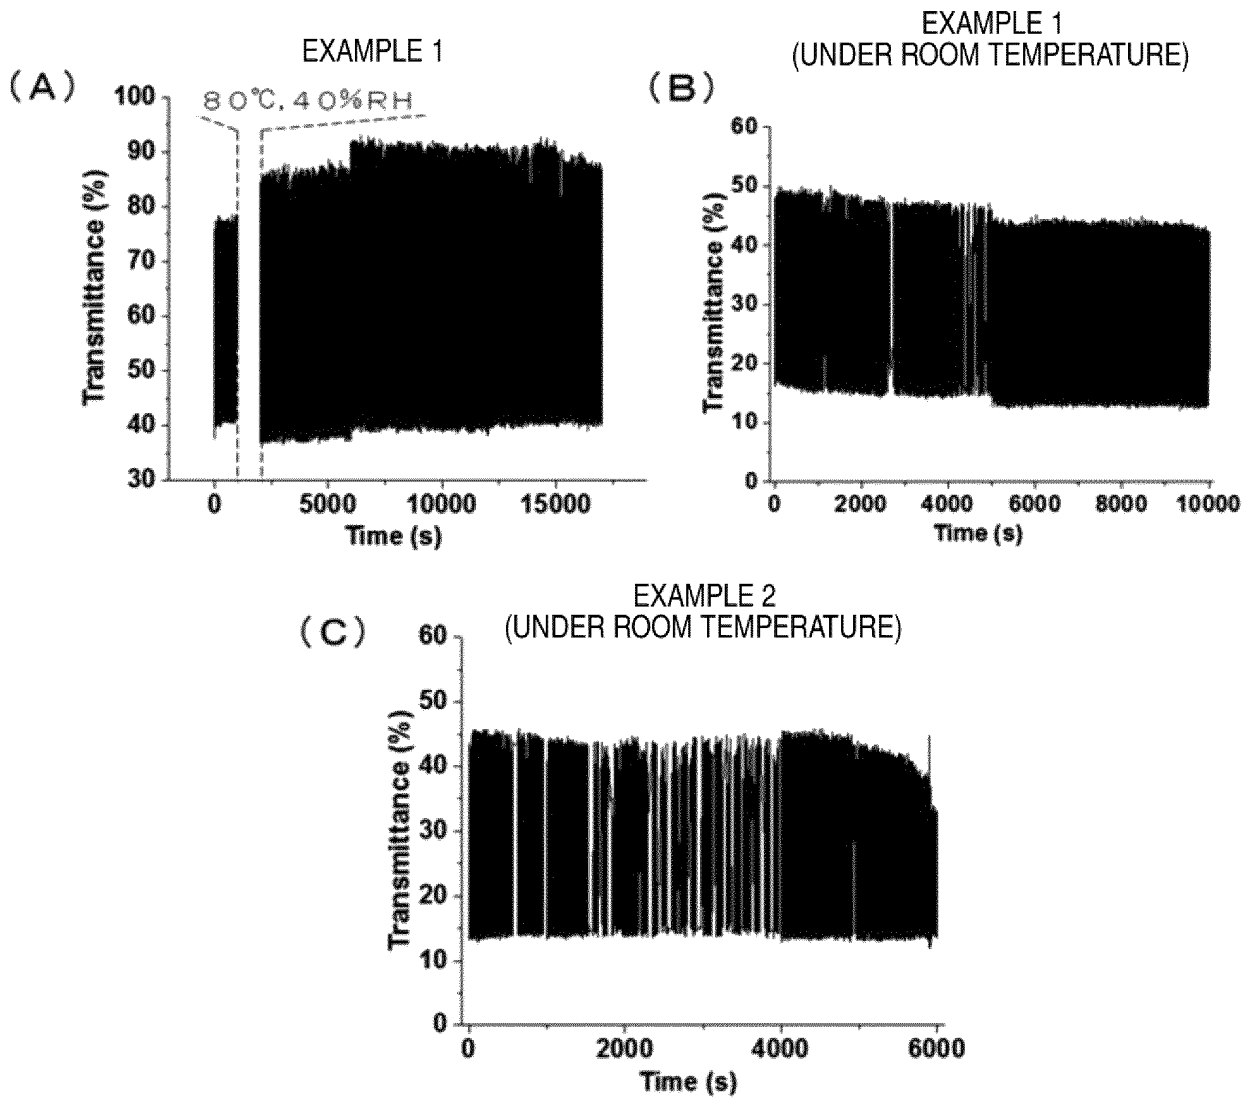 EXAMPLE 1
(A)
80℃, 40%RH
100
90
80
70
60
50
40
30
Transmittance (%)
0 5000 10000 15000
Time (s)
EXAMPLE 1
(UNDER ROOM TEMPERATURE)
(B)
60
50
40
30
20
10
0
Transmittance (%)
0 2000 4000 6000 8000 10000
Time (s)
EXAMPLE 2
(UNDER ROOM TEMPERATURE)
(C)
60
50
40
30
20
10
0
Transmittance (%)
0 2000 4000 6000
Time (s)